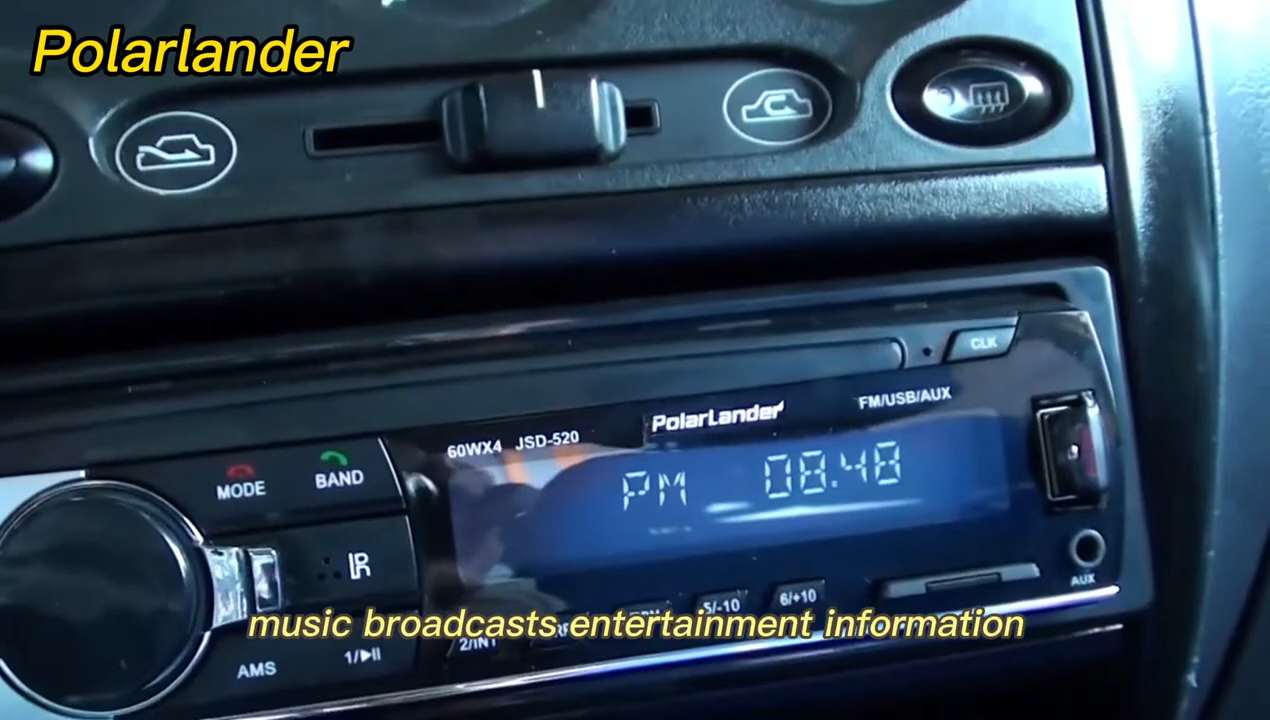 Polarlander
CLK
FM/USB/AUX
PolarLander
60WX4 JSD-520
MODE
BAND
PM 08.48
AUX
5/-10
6/+10
music broadcasts entertainment information
2/INT
AMS
1/▶II